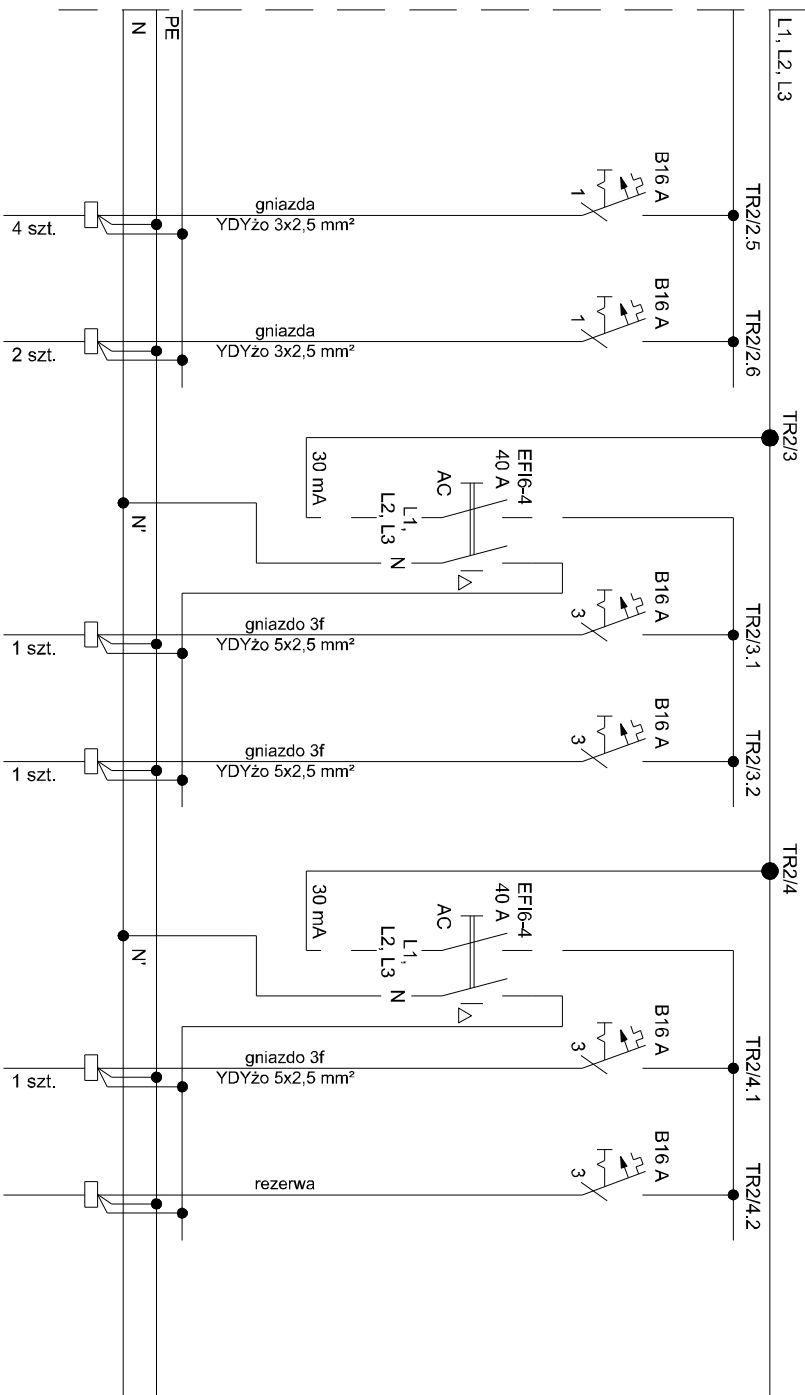 L1, L2, L3
PE
N
TR2/2.5
B16 A
1
gniazda
YDYżo 3x2,5 mm²
4 szt.
TR2/2.6
B16 A
1
gniazda
YDYżo 3x2,5 mm²
2 szt.
TR2/3
EFI6-4
40 A
AC
30 mA
L1,
L2, L3
N
N'
TR2/3.1
B16 A
3
gniazdo 3f
YDYżo 5x2,5 mm²
1 szt.
TR2/3.2
B16 A
3
gniazdo 3f
YDYżo 5x2,5 mm²
1 szt.
TR2/4
EFI6-4
40 A
AC
30 mA
L1,
L2, L3
N
N'
TR2/4.1
B16 A
3
gniazdo 3f
YDYżo 5x2,5 mm²
1 szt.
TR2/4.2
B16 A
3
rezerwa